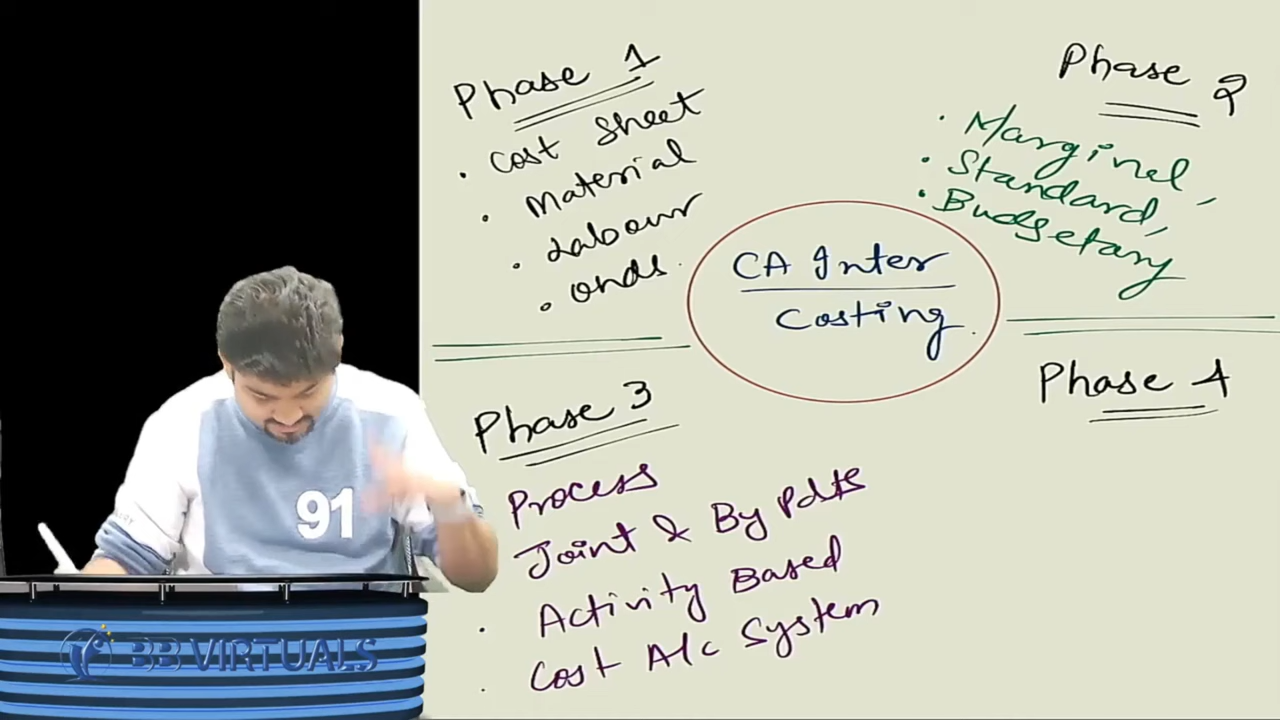 Phase 1
• Cost Sheet
• Material
• Labour
• OHDs.
Phase 2
• Marginal,
• Standard,
• Budgetary
CA Inter
Costing
Phase 3
Process
Joint & By Pdts
• Activity Based
• Cost A/c System
Phase 4
91
BB VIRTUALS